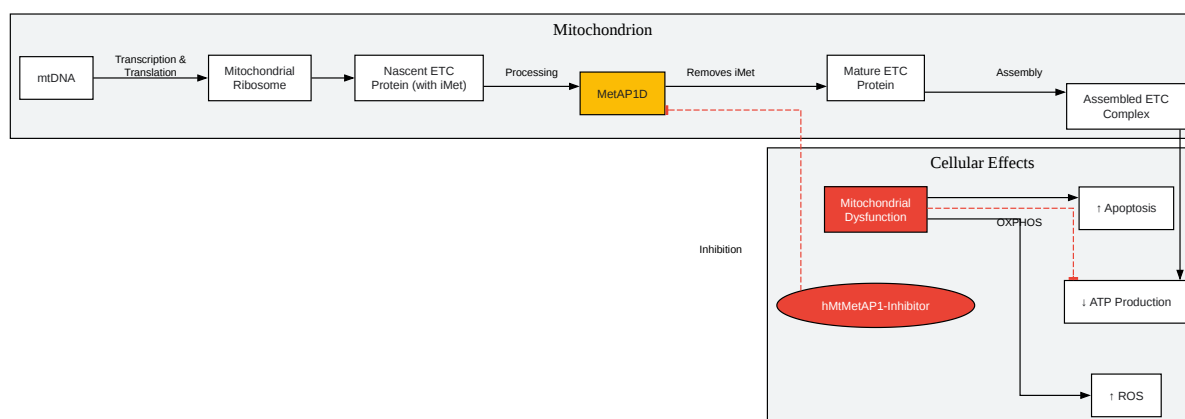 Mitochondrion
mtDNA
Transcription &
Translation
Mitochondrial
Ribosome
Nascent ETC
Protein (with iMet)
Processing
MetAP1D
Removes iMet
Mature ETC
Protein
Assembly
Assembled ETC
Complex
Cellular Effects
Mitochondrial
Dysfunction
↑ Apoptosis
OXPHOS
Inhibition
hMtMetAP1-Inhibitor
↓ ATP Production
↑ ROS